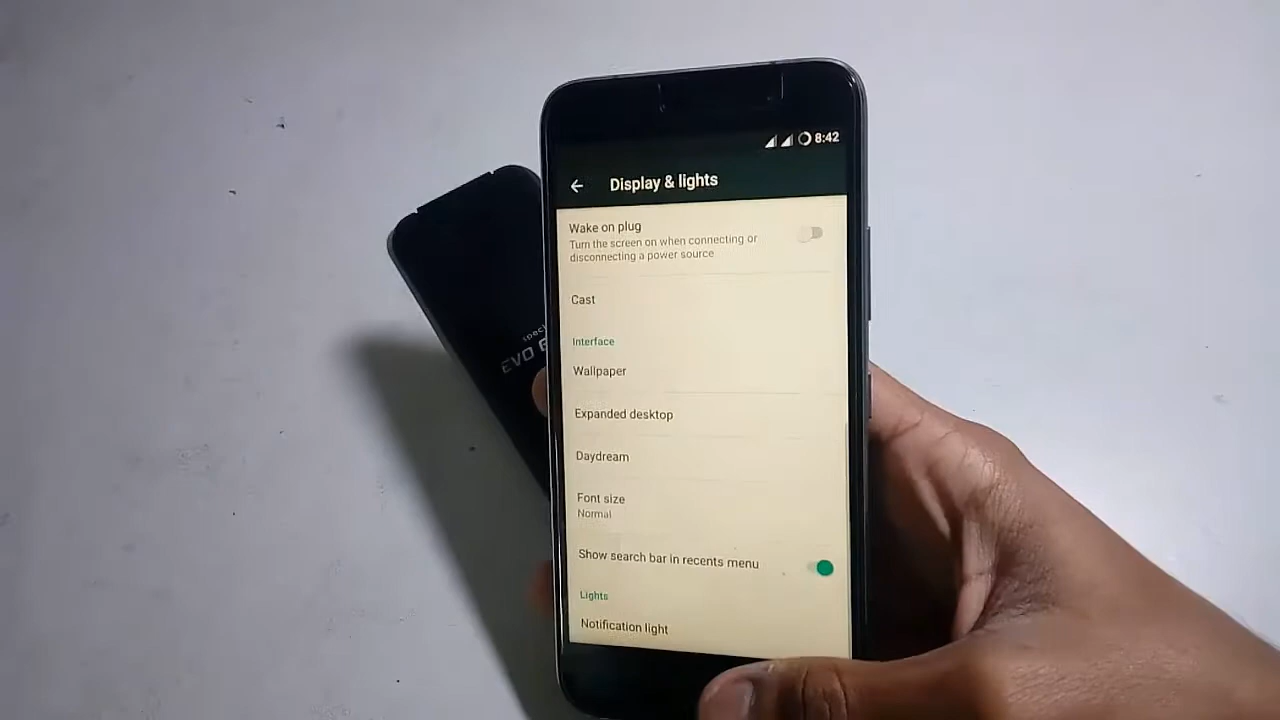 8:42
Display & lights
Wake on plug
Turn the screen on when connecting or
disconnecting a power source
Cast
Interface
Wallpaper
Expanded desktop
Daydream
Font size
Normal
Show search bar in recents menu
Lights
Notification light
EVO